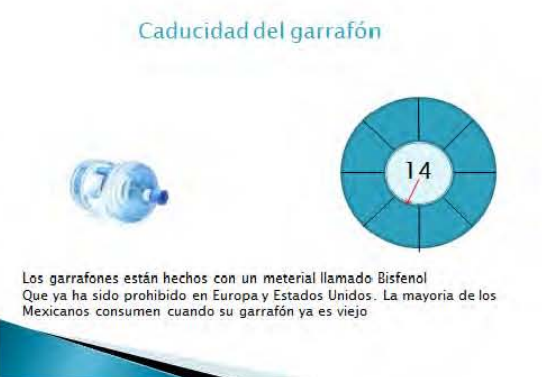 Caducidad del garrafón
14
Los garrafones están hechos con un meterial llamado Bisfenol
Que ya ha sido prohibido en Europa y Estados Unidos. La mayoria de los
Mexicanos consumen cuando su garrafón ya es viejo